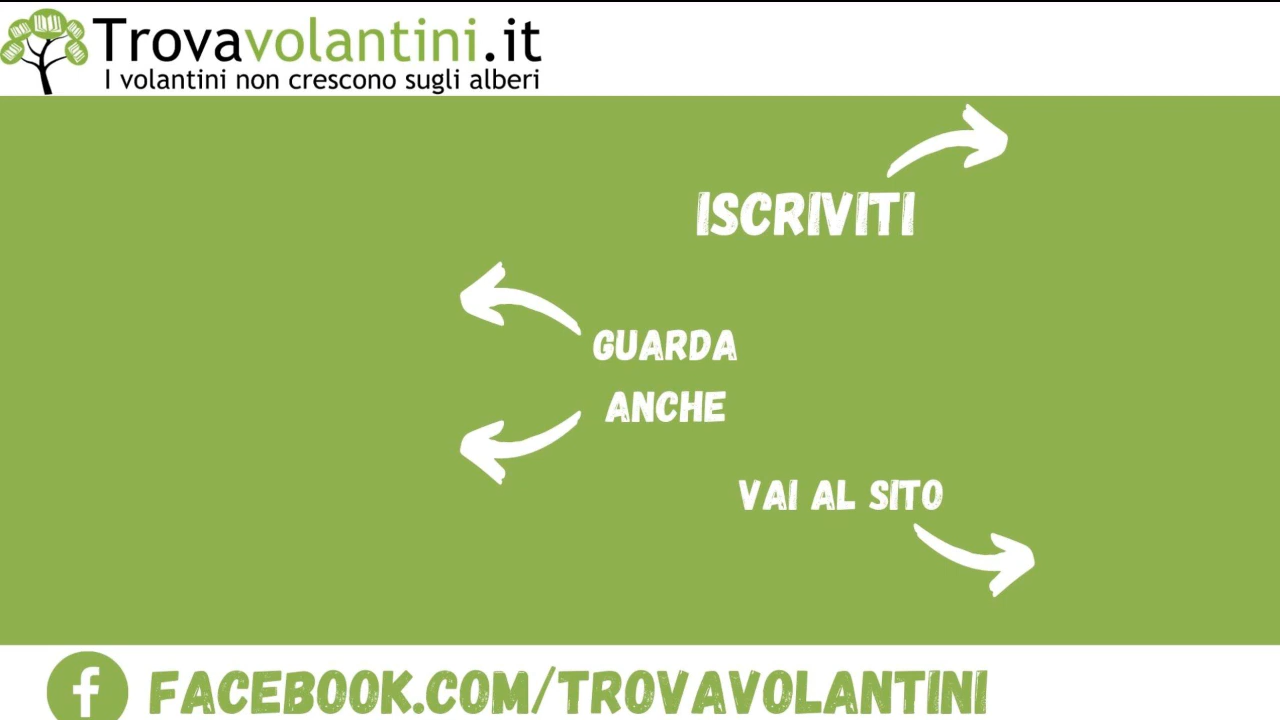 Trovavolantini.it
I volantini non crescono sugli alberi
ISCRIVITI
GUARDA
ANCHE
VAI AL SITO
FACEBOOK.COM/TROVAVOLANTINI